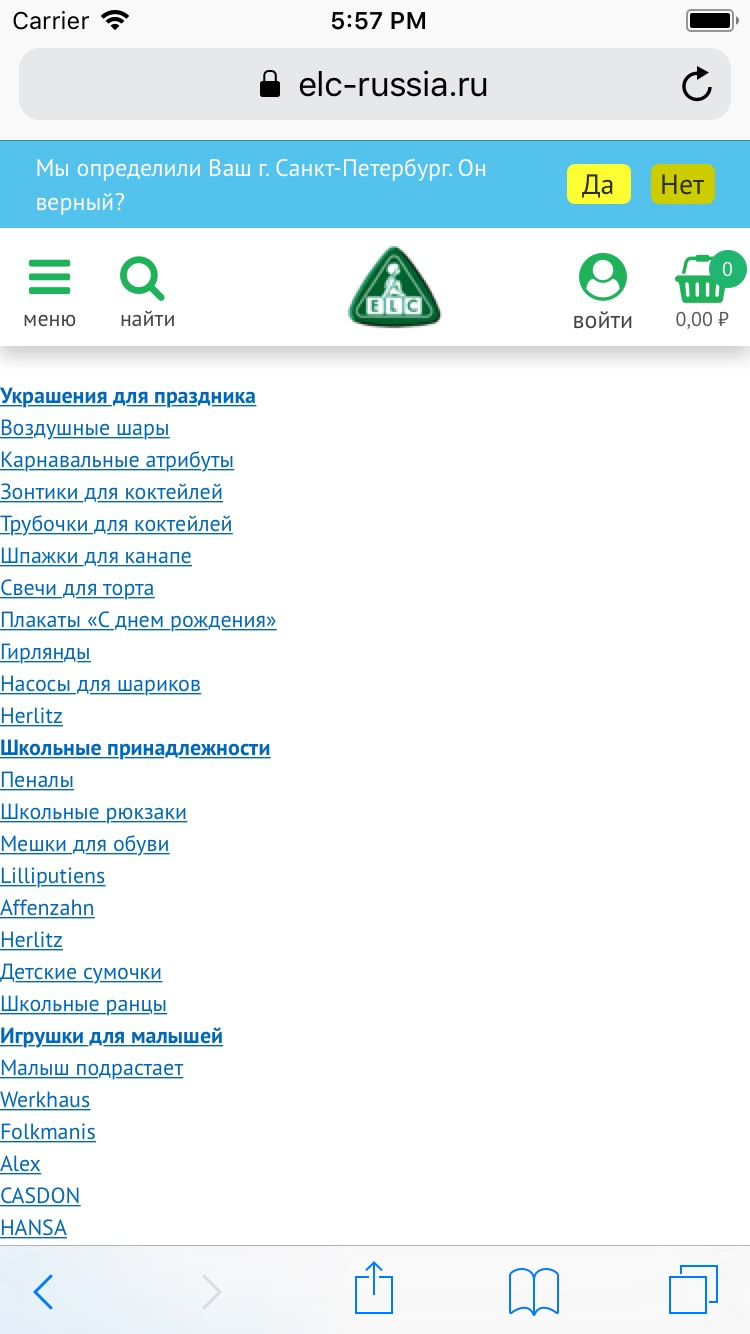 Carrier 5:57 PM
elc-russia.ru
Мы определили Ваш г. Санкт-Петербург. Он
верный?
Да Нет
меню найти ELC войти 0,00 ₽ 0
Украшения для праздника
Воздушные шары
Карнавальные атрибуты
Зонтики для коктейлей
Трубочки для коктейлей
Шпажки для канапе
Свечи для торта
Плакаты «С днем рождения»
Гирлянды
Насосы для шариков
Herlitz
Школьные принадлежности
Пеналы
Школьные рюкзаки
Мешки для обуви
Lilliputiens
Affenzahn
Herlitz
Детские сумочки
Школьные ранцы
Игрушки для малышей
Малыш подрастает
Werkhaus
Folkmanis
Alex
CASDON
HANSA